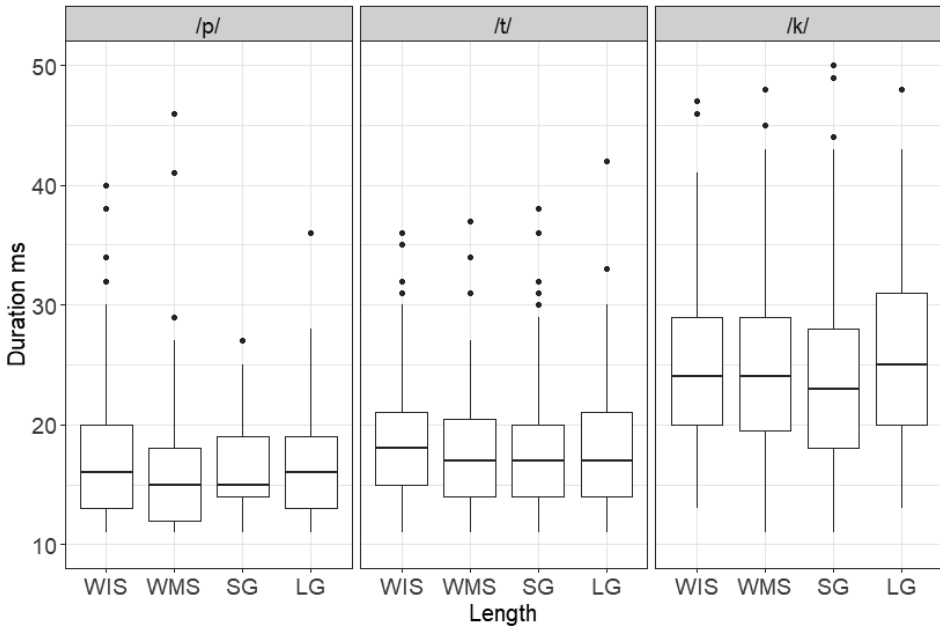 /p/ /t/ /k/
Duration ms
50
40
30
20
10
WIS WMS SG LG WIS WMS SG LG WIS WMS SG LG
Length